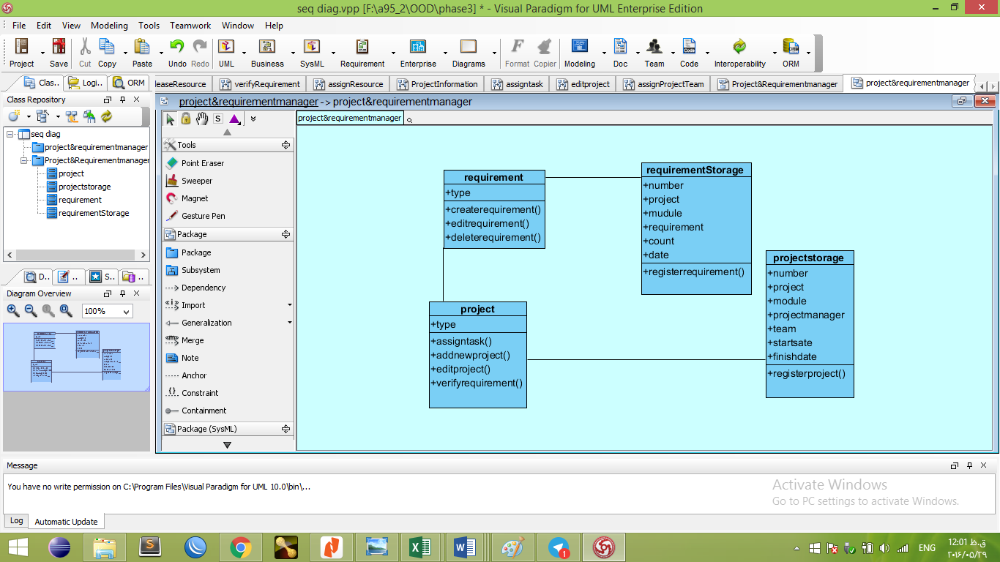 seq diag.vpp [F:\a95_2\OOD\phase3] * - Visual Paradigm for UML Enterprise Edition
File Edit View Modeling Tools Teamwork Window Help
Project Save Cut Copy Paste Undo Redo UML Business SysML Requirement Enterprise Diagrams Format Copier Modeling Doc Team Code Interoperability ORM
Clas.. Logi.. ORM
leaseResource verifyRequirement assignResource ProjectInformation assigntask editproject assignProjectTeam Project&Requirementmanager project&requirementmanager
Class Repository
project&requirementmanager -> project&requirementmanager
project&requirementmanager
S
seq diag
project&requirementmanager
Project&Requirementmanager
project
projectstorage
requirement
requirementStorage
D.. .. S.. ..
Diagram Overview
100%
Tools
Point Eraser
Sweeper
Magnet
Gesture Pen
Package
Package
Subsystem
Dependency
Import
Generalization
Merge
Note
Anchor
Constraint
Containment
Package (SysML)
requirement
+type
+createrequirement()
+editrequirement()
+deleterequirement()
requirementStorage
+number
+project
+mudule
+requirement
+count
+date
+registerrequirement()
project
+type
+assigntask()
+addnewproject()
+editproject()
+verifyrequirement()
projectstorage
+number
+project
+module
+projectmanager
+team
+startsate
+finishdate
+registerproject()
Message
You have no write permission on C:\Program Files\Visual Paradigm for UML 10.0\bin\...
Activate Windows
Go to PC settings to activate Windows.
Log Automatic Update
1
ENG
12:01 ق.ظ
۲۰۱۶/۰۵/۲۹